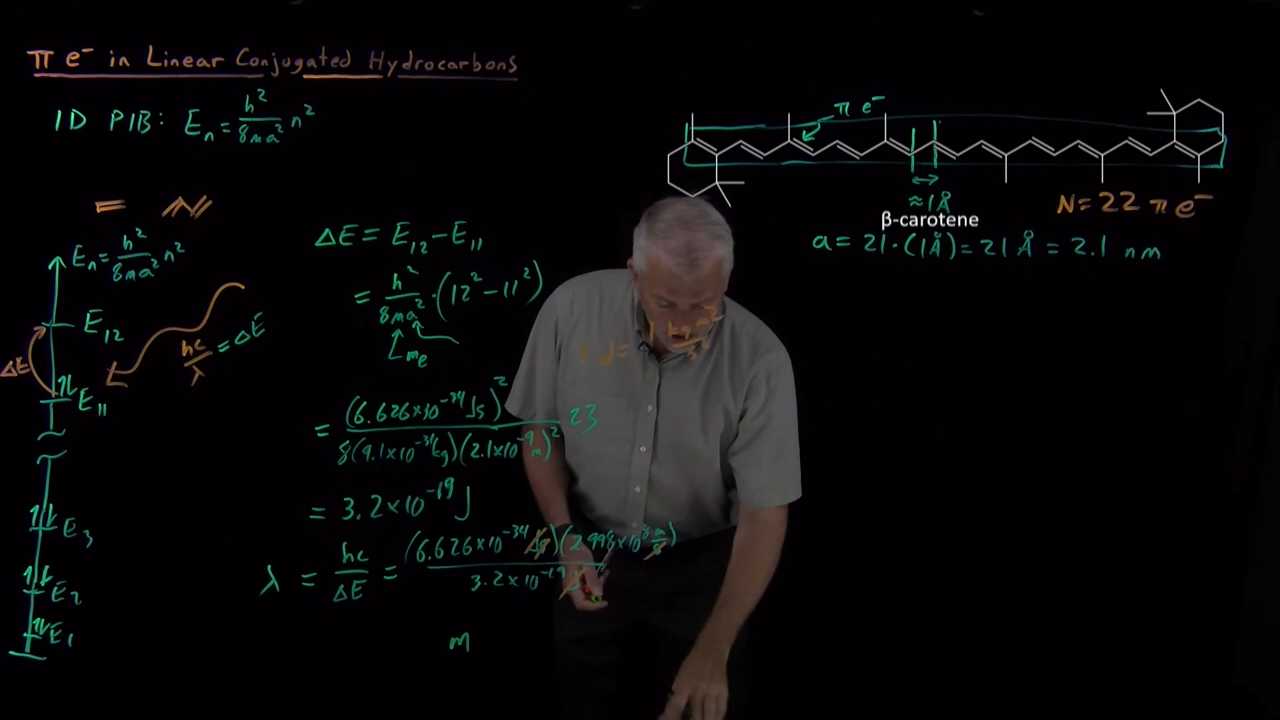 π e⁻ in Linear Conjugated Hydrocarbons
1D PIB: Eₙ = h²/8ma² n²
π e⁻
≈1Å
β-carotene
N = 22 π e⁻
a = 21·(1Å) = 21 Å = 2.1 nm
Eₙ = h²/8ma² n²
E₁₂
ΔE
E₁₁
hc/λ = ΔE
E₃
E₂
E₁
ΔE = E₁₂ − E₁₁
= h²/8ma² · (12² − 11²)
mₑ
= (6.626×10⁻³⁴ Js)² / 8(9.1×10⁻³¹ kg)(2.1×10⁻⁹ m)² 23
= 3.2×10⁻¹⁹ J
λ = hc/ΔE = (6.626×10⁻³⁴ Js)(2.998×10⁸ m/s) / 3.2×10⁻¹⁹ J
m